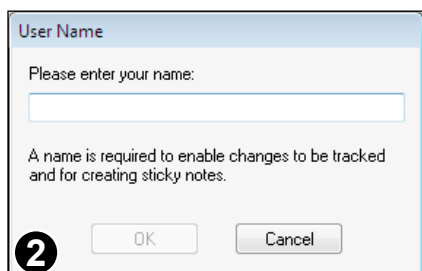 User Name
Please enter your name:
A name is required to enable changes to be tracked
and for creating sticky notes.
2
OK
Cancel